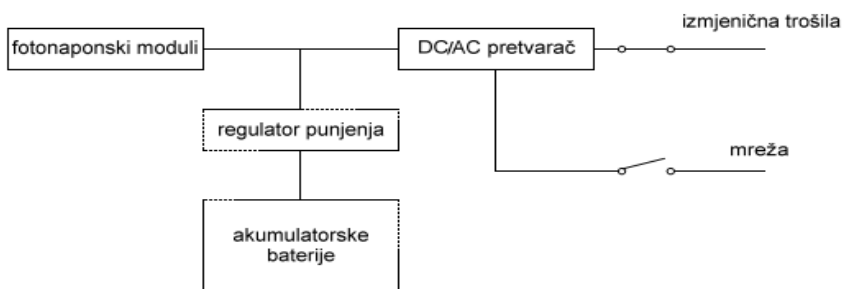 izmjenična trošila
fotonaponski moduli
DC/AC pretvarač
regulator punjenja
mreža
akumulatorske
baterije